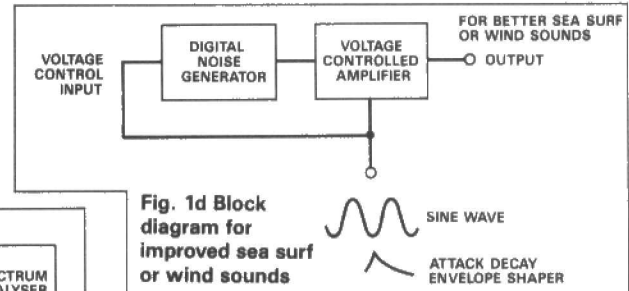 FOR BETTER SEA SURF
OR WIND SOUNDS
VOLTAGE
CONTROL
INPUT
DIGITAL
NOISE
GENERATOR
VOLTAGE
CONTROLLED
AMPLIFIER
OUTPUT
Fig. 1d Block
diagram for
improved sea surf
or wind sounds
SINE WAVE
ATTACK DECAY
ENVELOPE SHAPER
CTRUM